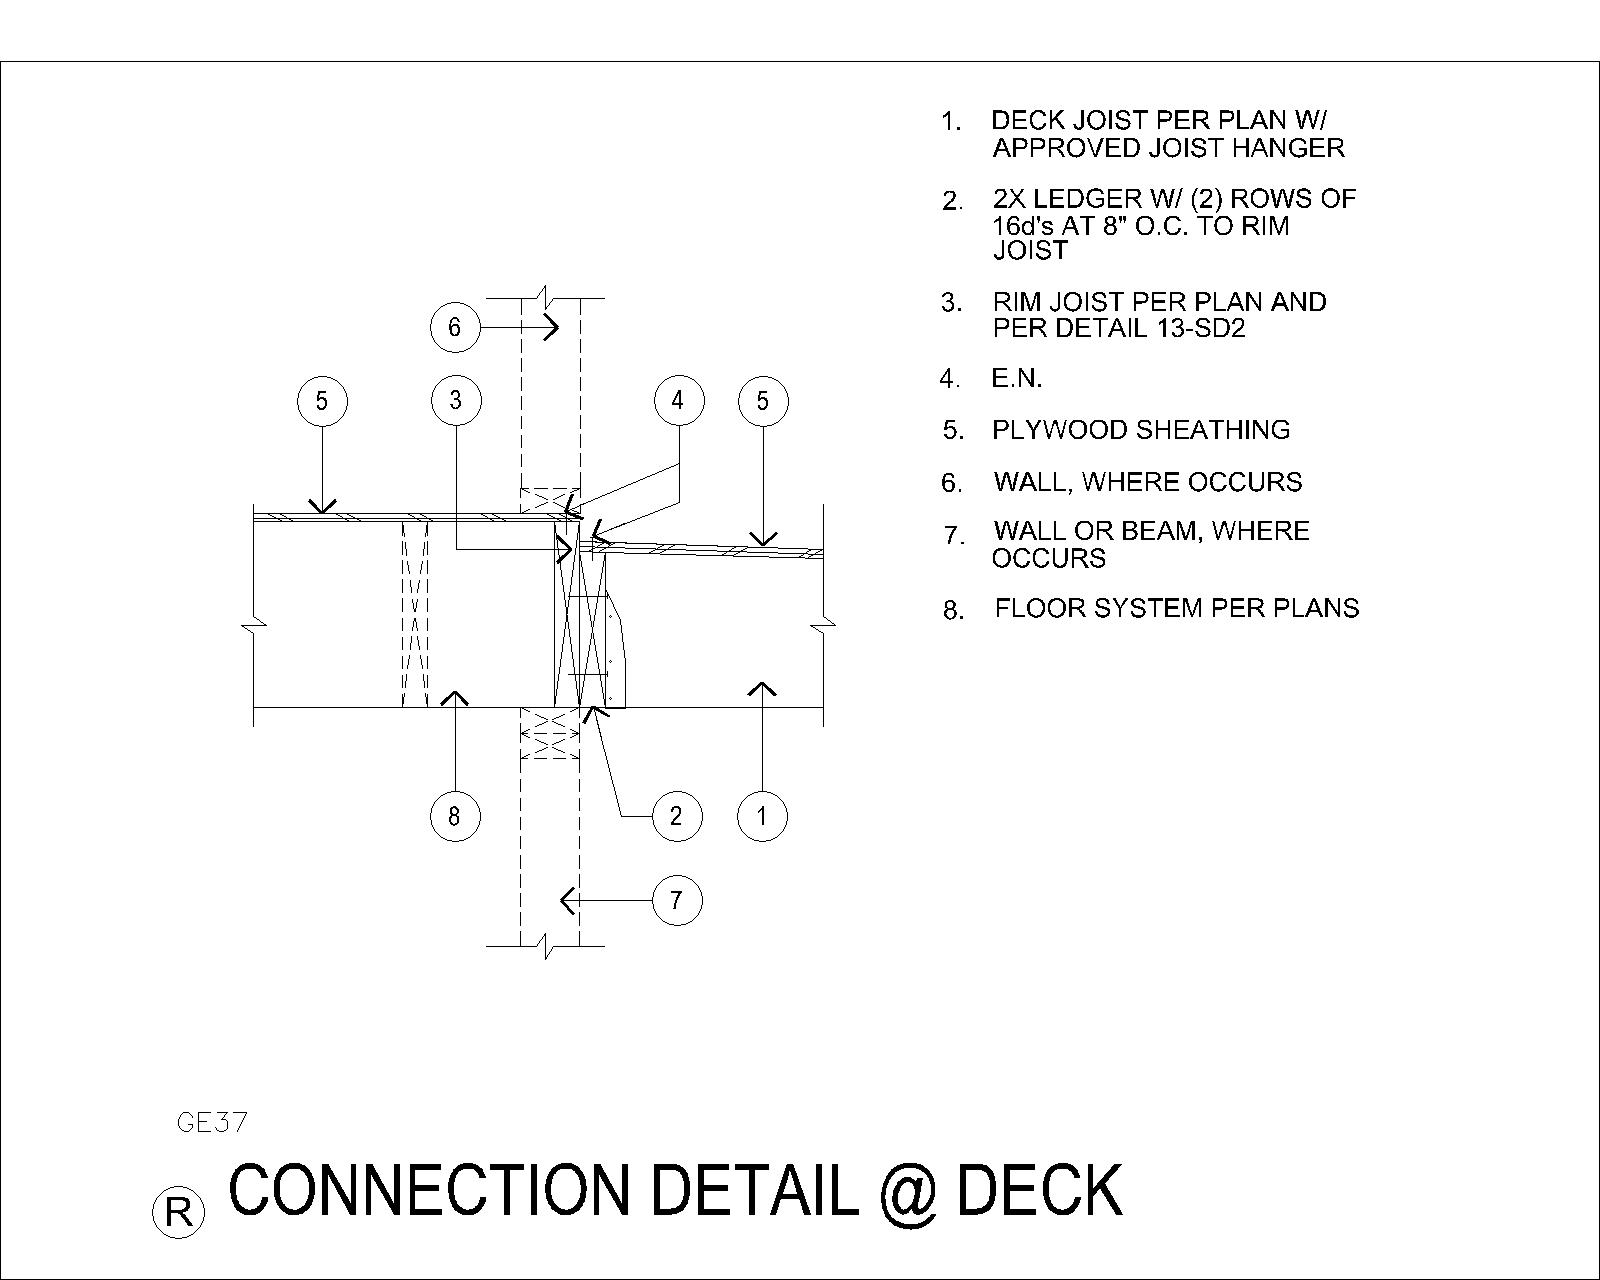 1. DECK JOIST PER PLAN W/
APPROVED JOIST HANGER
2. 2X LEDGER W/ (2) ROWS OF
16d's AT 8" O.C. TO RIM
JOIST
3. RIM JOIST PER PLAN AND
PER DETAIL 13-SD2
4. E.N.
5. PLYWOOD SHEATHING
6. WALL, WHERE OCCURS
7. WALL OR BEAM, WHERE
OCCURS
8. FLOOR SYSTEM PER PLANS
6
5 3 4 5
8 2 1
7
GE37
R CONNECTION DETAIL @ DECK